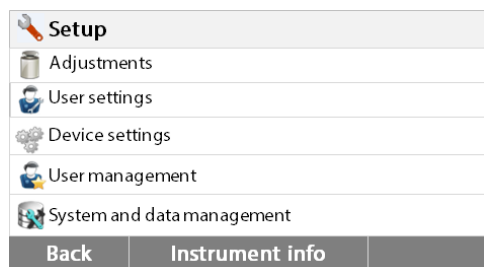 Setup
Adjustments
User settings
Device settings
User management
System and data management
Back Instrument info